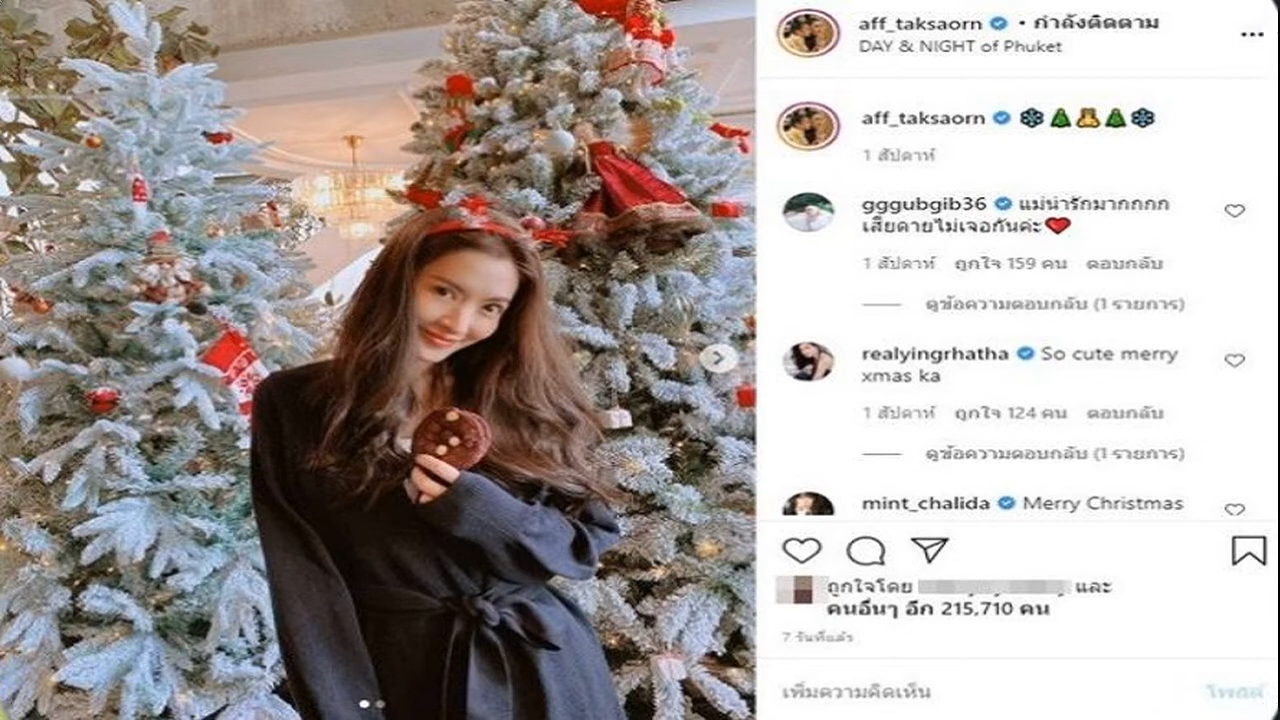 aff_taksaorn • กำลังติดตาม
DAY & NIGHT of Phuket
aff_taksaorn ❄️🎄🧸🎄❄️
1 สัปดาห์
gggubgib36 แม่น่ารักมากกกก
เสียดายไม่เจอกันค่ะ❤️
1 สัปดาห์ ถูกใจ 159 คน ตอบกลับ
ดูข้อความตอบกลับ (1 รายการ)
realyingrhatha So cute merry
xmas ka
1 สัปดาห์ ถูกใจ 124 คน ตอบกลับ
ดูข้อความตอบกลับ (1 รายการ)
mint_chalida Merry Christmas
ถูกใจโดย และ
คนอื่นๆ อีก 215,710 คน
7 วันที่แล้ว
เพิ่มความคิดเห็น
โพสต์